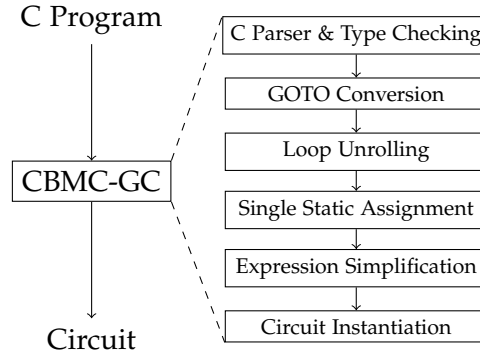 C Program
CBMC-GC
Circuit
C Parser & Type Checking
GOTO Conversion
Loop Unrolling
Single Static Assignment
Expression Simplification
Circuit Instantiation